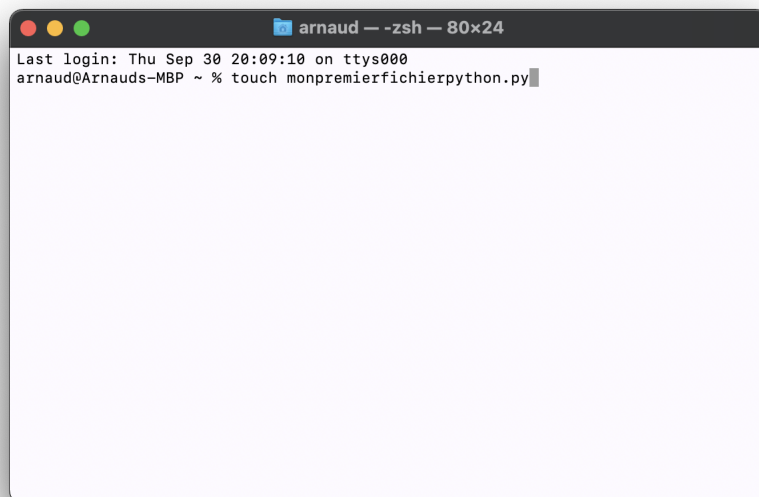 arnaud — -zsh — 80×24
Last login: Thu Sep 30 20:09:10 on ttys000
arnaud@Arnauds-MBP ~ % touch monpremierfichierpython.py